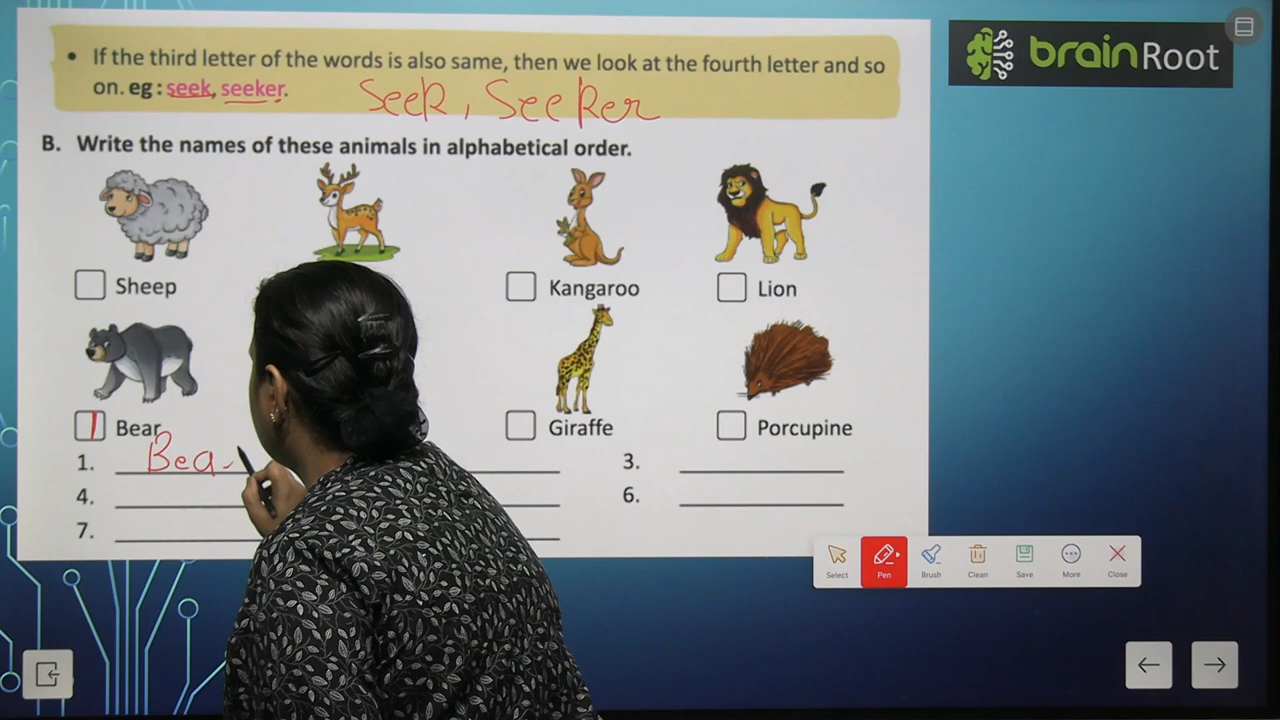 • If the third letter of the words is also same, then we look at the fourth letter and so
on. eg : seek, seeker. Seek, Seeker
brainRoot
B. Write the names of these animals in alphabetical order.
Sheep Kangaroo Lion
1 Bear Giraffe Porcupine
1. Bea 3.
4. 6.
7.
Select Pen Brush Clean Save More Close